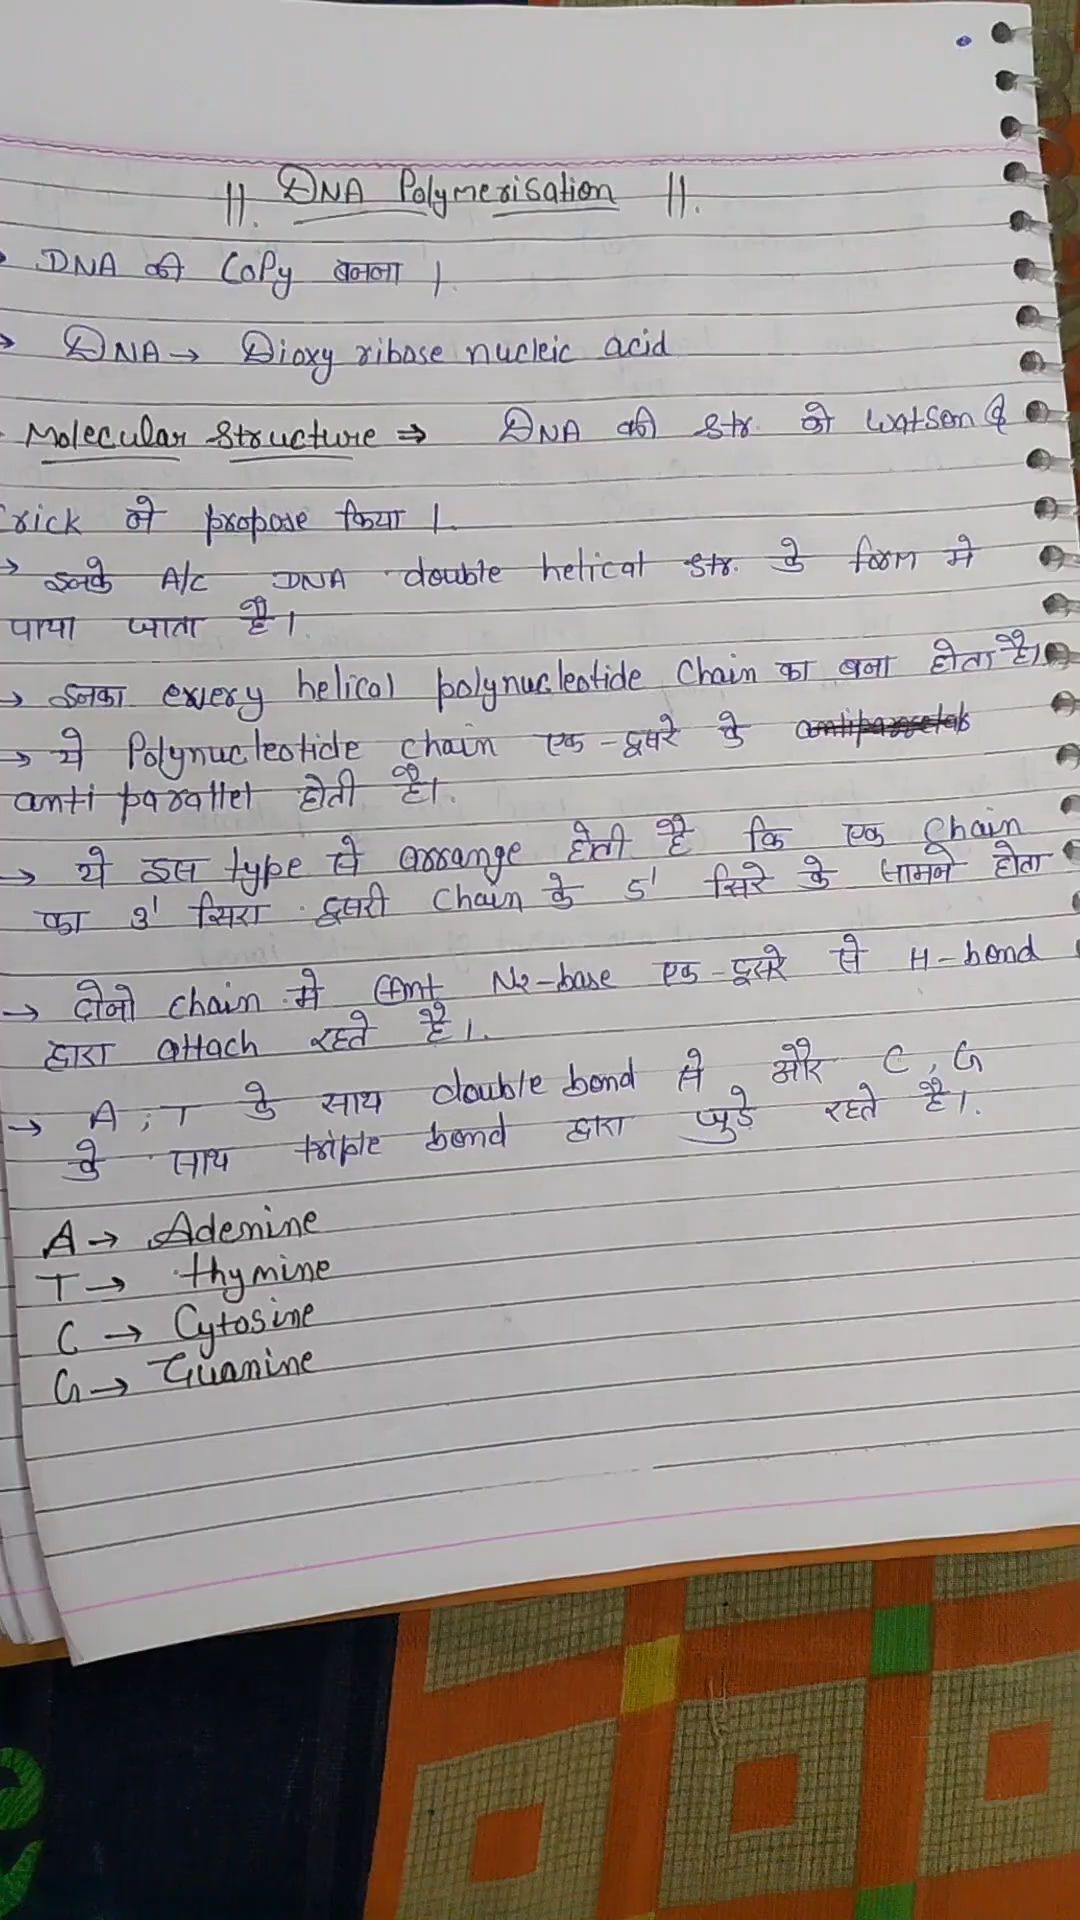 ||. DNA Polymerisation ||.
DNA की CoPy बनना |.
→ DNA → Dioxy ribose nucleic acid
Molecular Structure ⇒ DNA की str. को Watson &
Crick ने propose किया |.
→ इनके A/c DNA double helical str. के form मे
पाया जाता है।.
→ इनका every helical polynucleotide Chain का बना होता है।
→ ये Polynucleotide chain एक-दूसरे के
anti parallel होती है।.
→ ये इस type से arrange होती है कि एक Chain
का 3' सिरा दूसरी Chain के 5' सिरे के सामने होता
→ दोनो chain मे N2-base एक-दूसरे से H-bond
द्वारा attach रहते है।.
→ A, T के साथ double bond से और C, G
के साथ triple bond द्वारा जुड़े रहते है।.
A → Adenine
T → thymine
C → Cytosine
G → Guanine